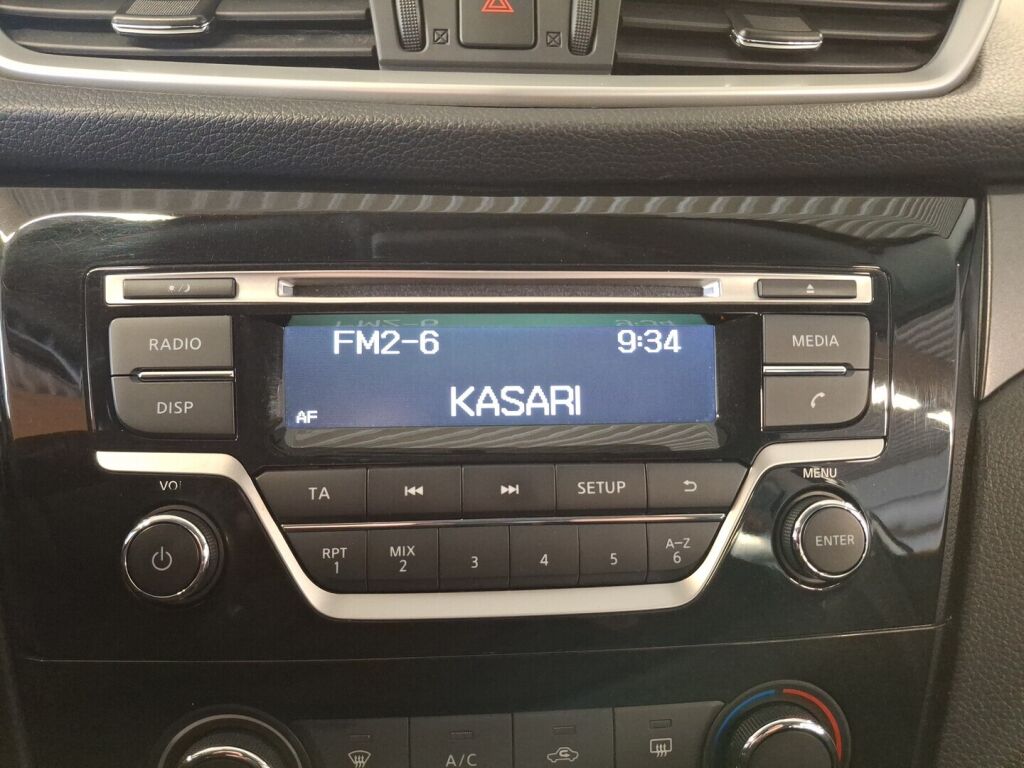 RADIO
FM2-6 9:34
MEDIA
DISP
AF
KASARI
VOL
MENU
TA
SETUP
RPT
1
MIX
2
3
4
5
A-Z
6
ENTER
A/C